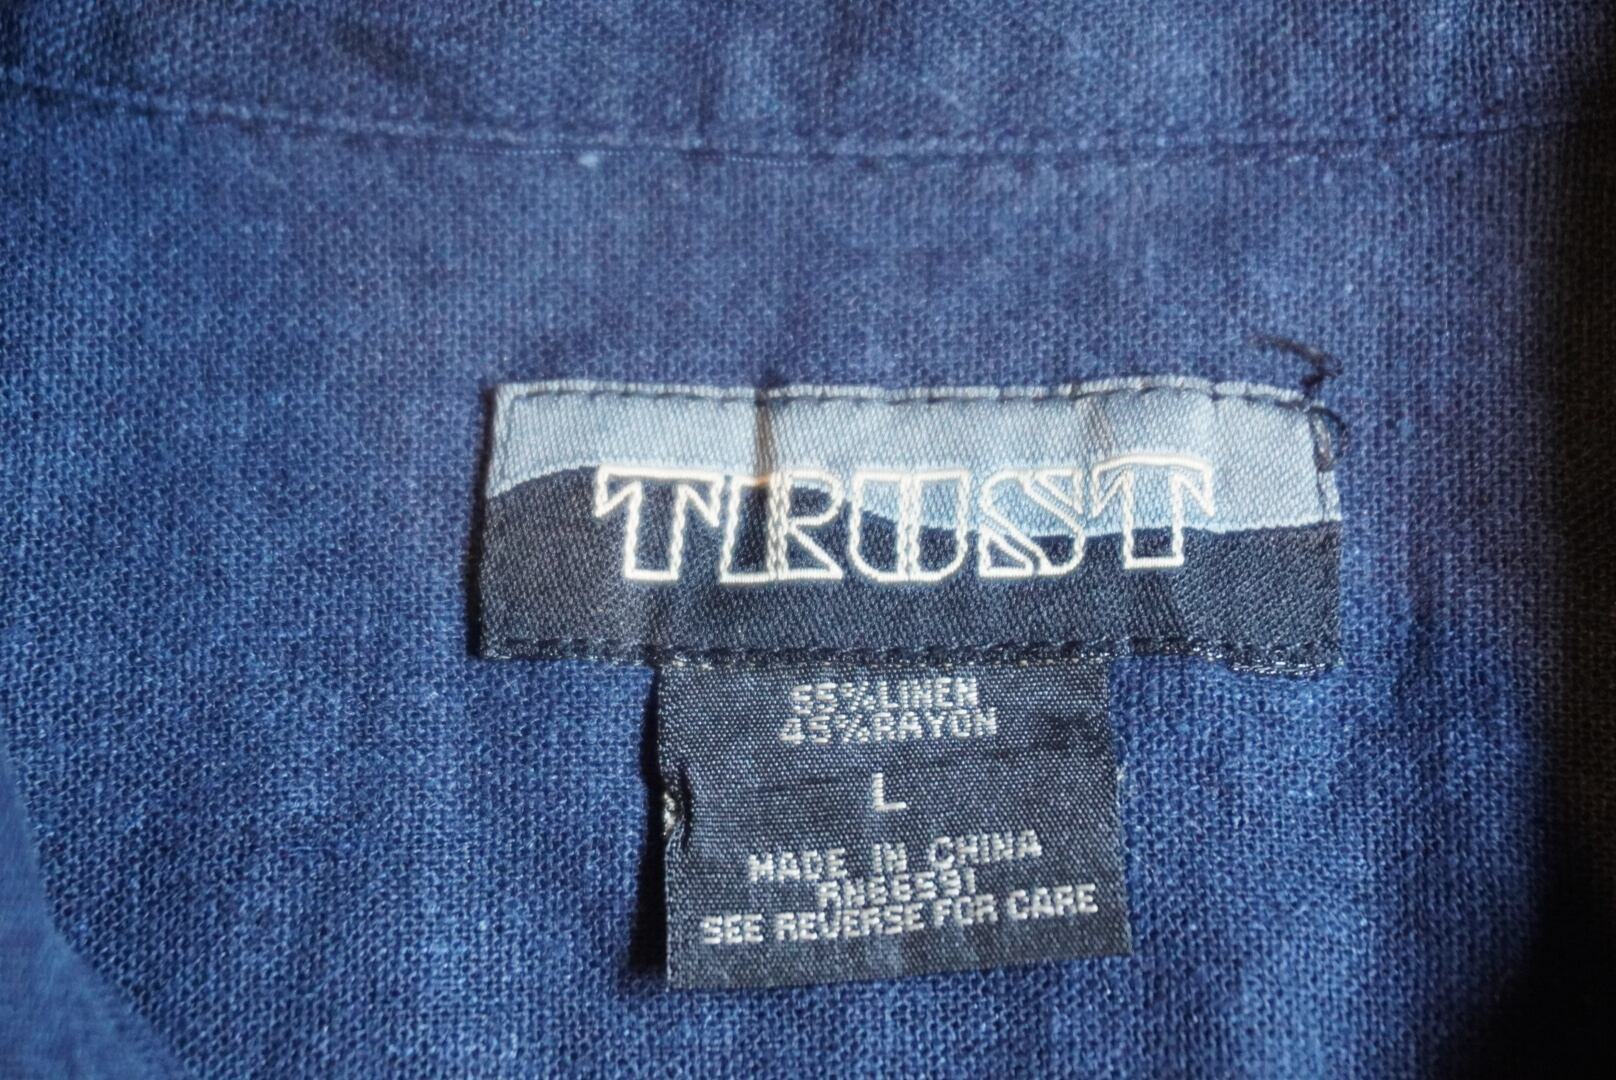 TRUST
55%LINEN
45%RAYON
L
MADE IN CHINA
SEE REVERSE FOR CARE